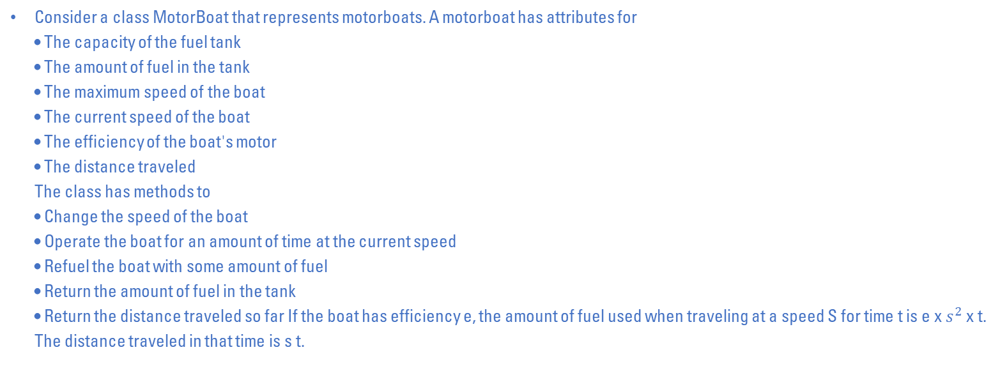 • Consider a class MotorBoat that represents motorboats. A motorboat has attributes for
• The capacity of the fuel tank
• The amount of fuel in the tank
• The maximum speed of the boat
• The current speed of the boat
• The efficiency of the boat's motor
• The distance traveled
The class has methods to
• Change the speed of the boat
• Operate the boat for an amount of time at the current speed
• Refuel the boat with some amount of fuel
• Return the amount of fuel in the tank
• Return the distance traveled so far If the boat has efficiency e, the amount of fuel used when traveling at a speed S for time t is e x s² x t.
The distance traveled in that time is s t.